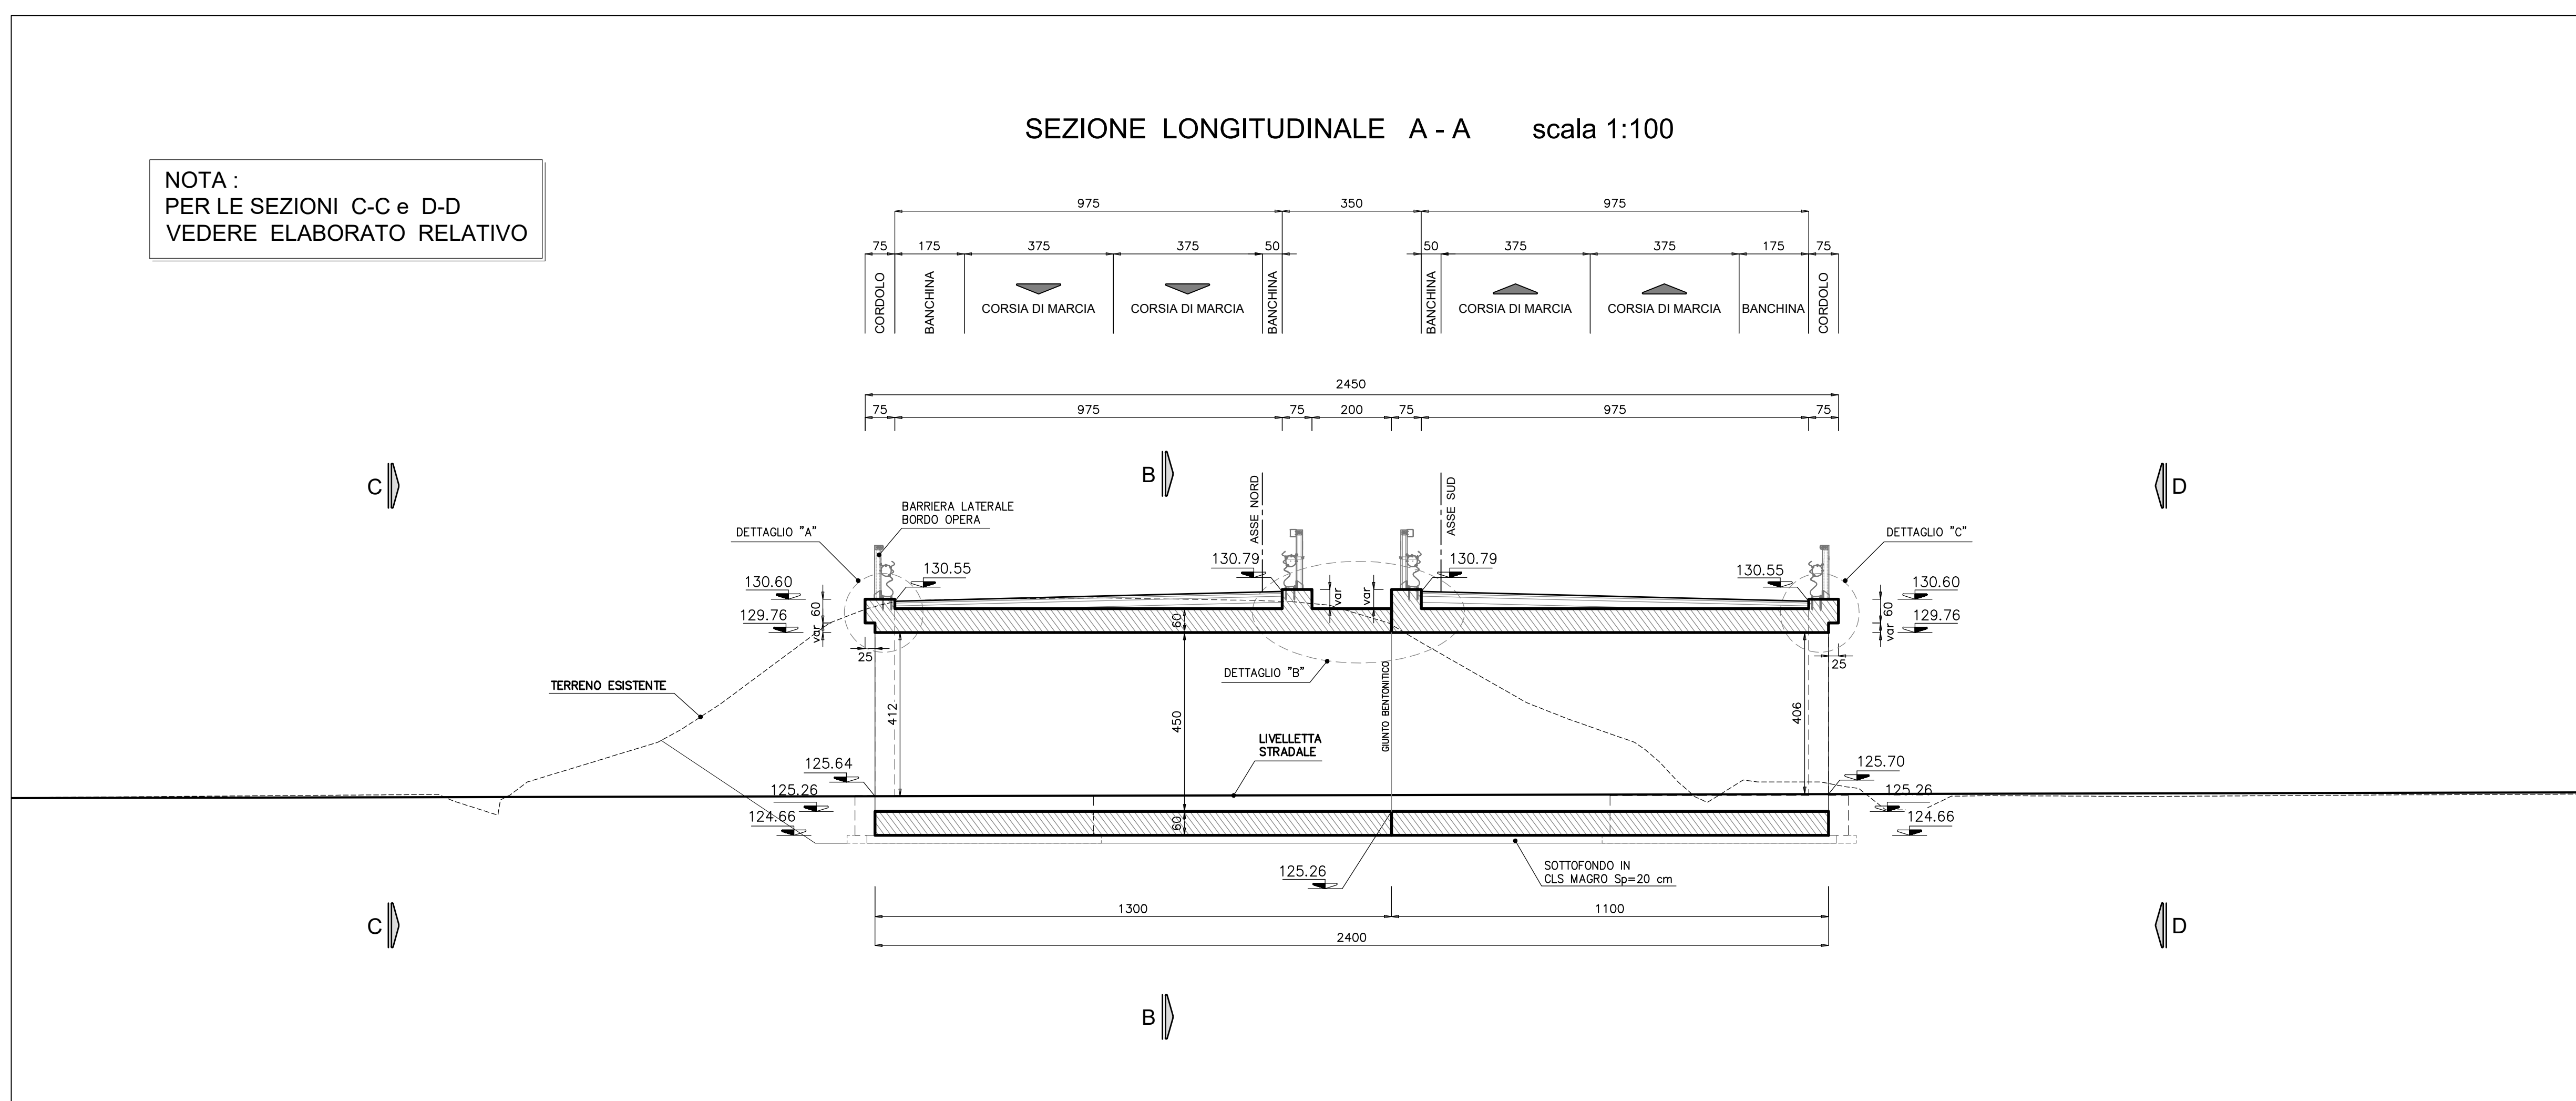 SEZIONE LONGITUDINALE A - A scala 1:100
NOTA :
PER LE SEZIONI C-C e D-D
VEDERE ELABORATO RELATIVO
975 350 975
75 175 375 375 50 50 375 375 175 75
CORDOLO
BANCHINA
CORSIA DI MARCIA
CORSIA DI MARCIA
BANCHINA
BANCHINA
CORSIA DI MARCIA
CORSIA DI MARCIA
BANCHINA
CORDOLO
2450
75 975 75 200 75 975 75
C
B
D
ASSE NORD
ASSE SUD
BARRIERA LATERALE
BORDO OPERA
DETTAGLIO "A"
DETTAGLIO "C"
130.79
130.79
130.55
130.55
130.60
129.76
60
var
var
var
60
130.60
129.76
60
var
25
25
DETTAGLIO "B"
GIUNTO BENTONITICO
TERRENO ESISTENTE
412
450
406
LIVELLETTA
STRADALE
125.64
125.26
124.66
125.70
125.26
124.66
60
125.26
SOTTOFONDO IN
CLS MAGRO Sp=20 cm
1300 1100
2400
C
D
B